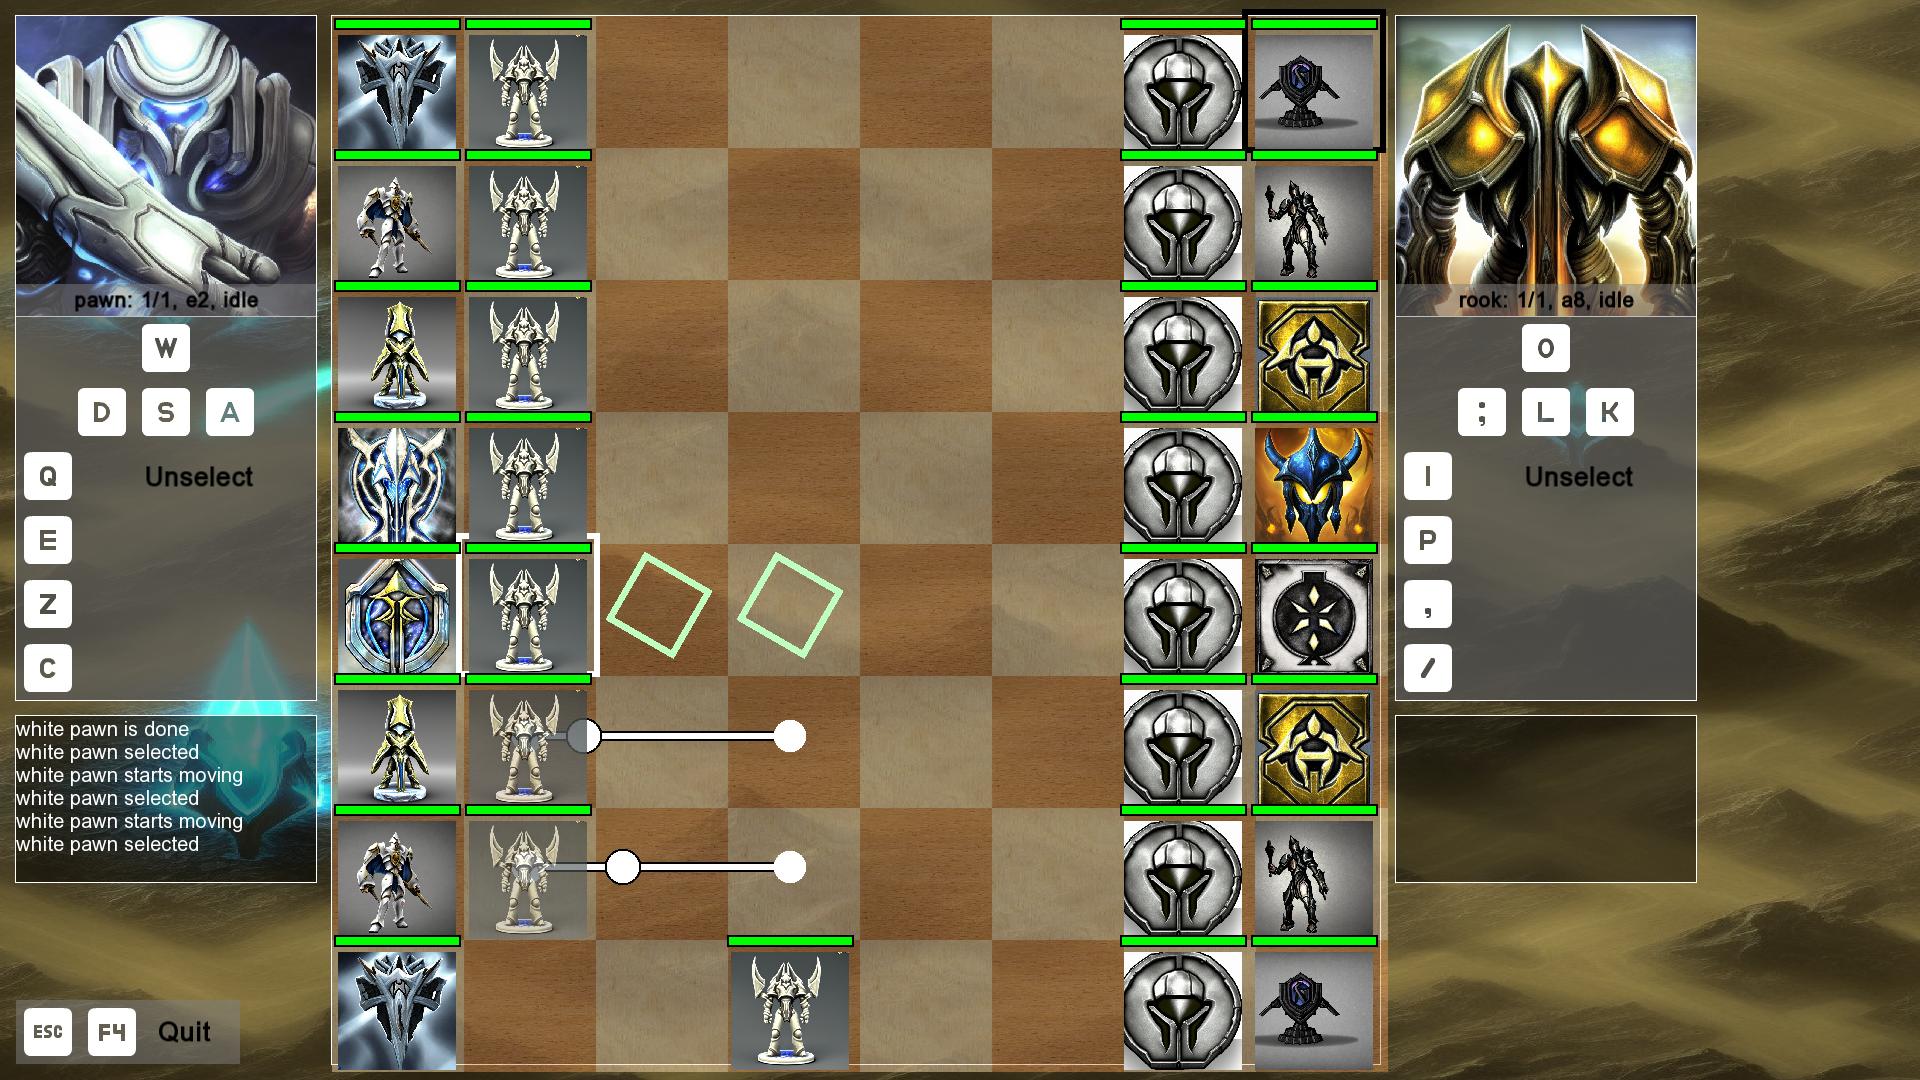 pawn: 1/1, e2, idle
W
D S A
Q Unselect
E
Z
C
white pawn is done
white pawn selected
white pawn starts moving
white pawn selected
white pawn starts moving
white pawn selected
ESC F4 Quit
rook: 1/1, a8, idle
O
; L K
I Unselect
P
,
/